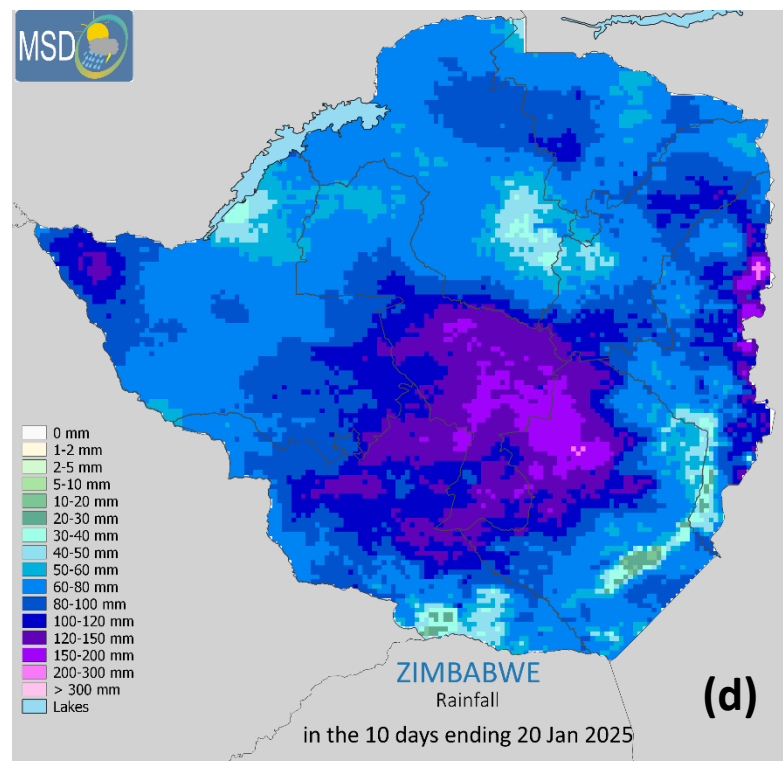 MSD
0 mm
1-2 mm
2-5 mm
5-10 mm
10-20 mm
20-30 mm
30-40 mm
40-50 mm
50-60 mm
60-80 mm
80-100 mm
100-120 mm
120-150 mm
150-200 mm
200-300 mm
> 300 mm
Lakes
ZIMBABWE
Rainfall
in the 10 days ending 20 Jan 2025
(d)